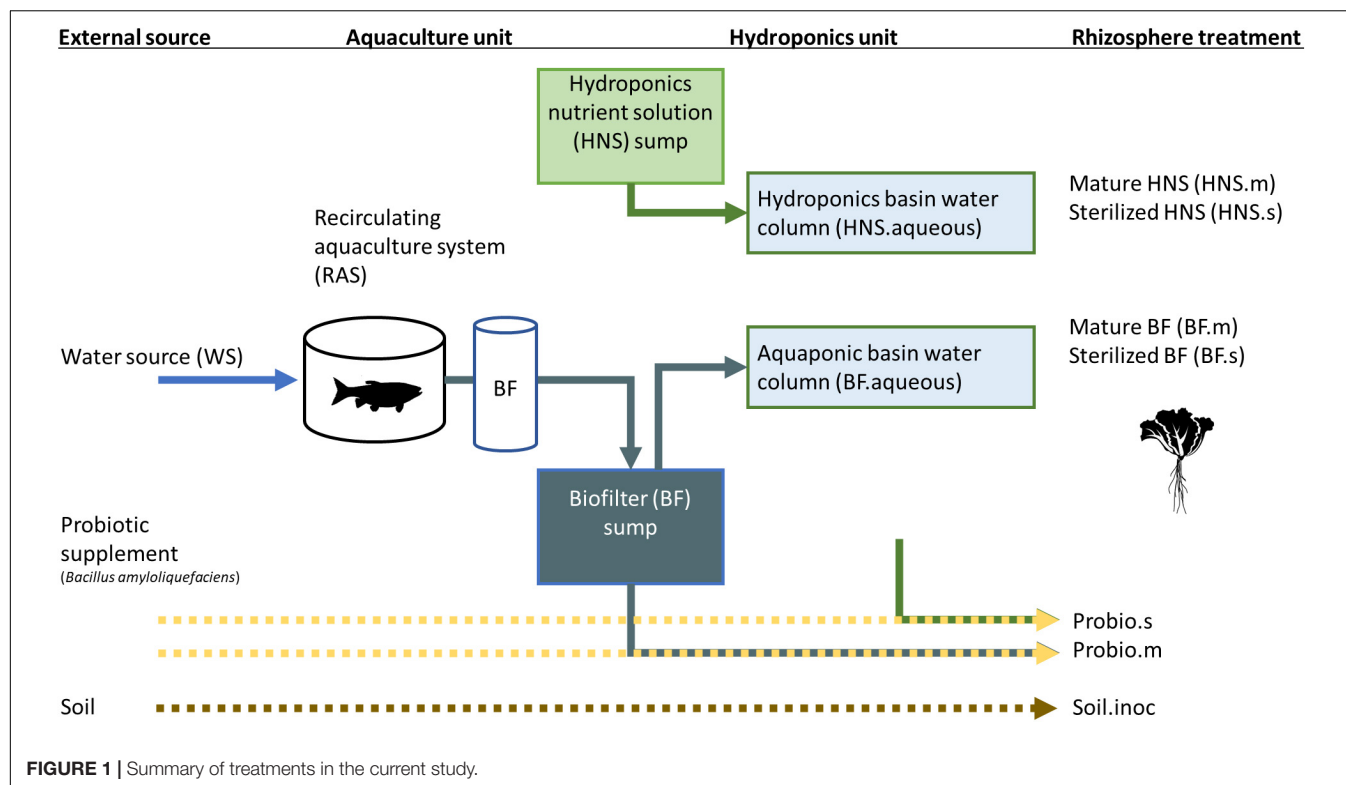 External source
Aquaculture unit
Hydroponics unit
Rhizosphere treatment
Hydroponics
nutrient solution
(HNS) sump
Hydroponics basin water
column (HNS.aqueous)
Mature HNS (HNS.m)
Sterilized HNS (HNS.s)
Recirculating
aquaculture system
(RAS)
Water source (WS)
BF
Aquaponic basin water
column (BF.aqueous)
Mature BF (BF.m)
Sterilized BF (BF.s)
Biofilter (BF)
sump
Probiotic
supplement
(Bacillus amyloliquefaciens)
Probio.s
Probio.m
Soil
Soil.inoc
FIGURE 1 | Summary of treatments in the current study.